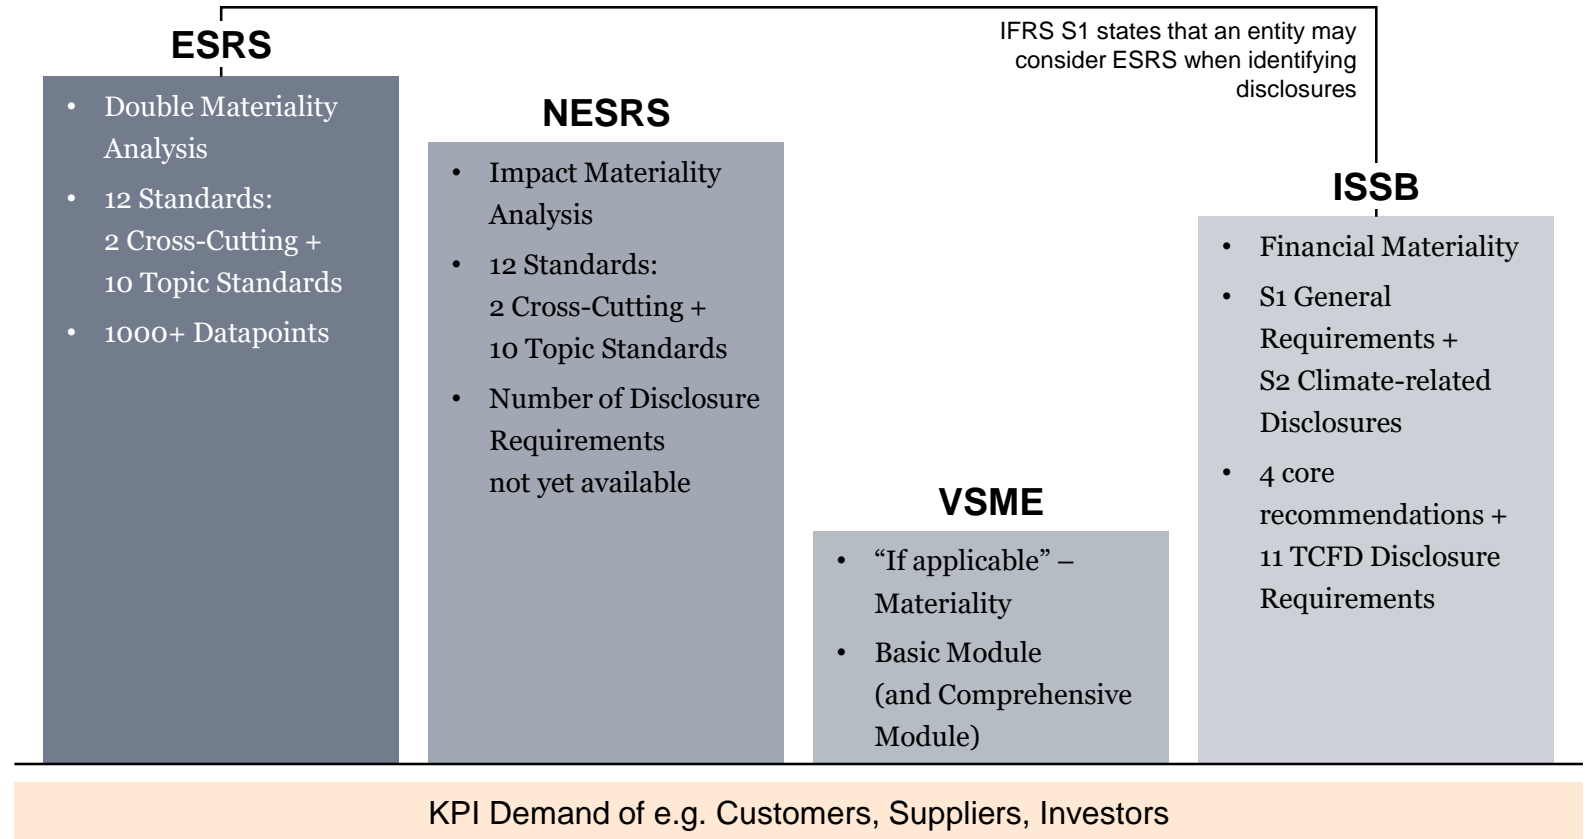 ESRS
• Double Materiality
Analysis
• 12 Standards:
2 Cross-Cutting +
10 Topic Standards
• 1000+ Datapoints
NESRS
• Impact Materiality
Analysis
• 12 Standards:
2 Cross-Cutting +
10 Topic Standards
• Number of Disclosure
Requirements
not yet available
VSME
• “If applicable” –
Materiality
• Basic Module
(and Comprehensive
Module)
IFRS S1 states that an entity may
consider ESRS when identifying
disclosures
ISSB
• Financial Materiality
• S1 General
Requirements +
S2 Climate-related
Disclosures
• 4 core
recommendations +
11 TCFD Disclosure
Requirements
KPI Demand of e.g. Customers, Suppliers, Investors